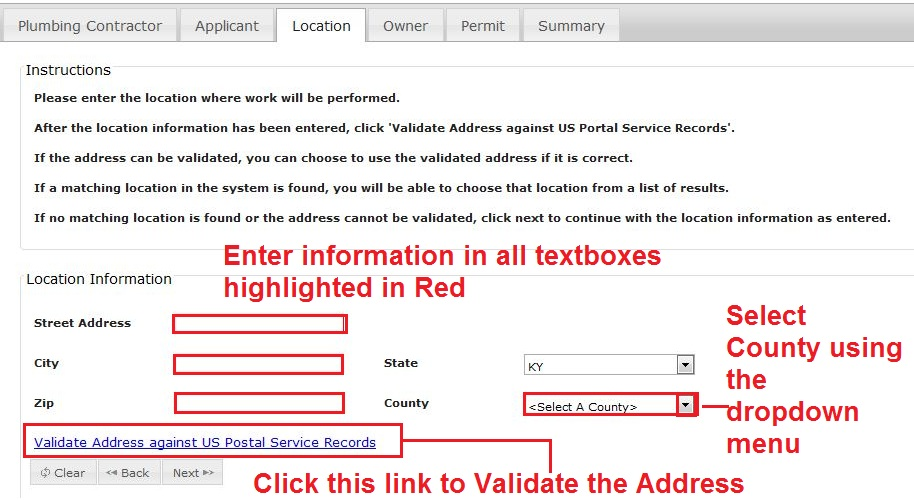 Plumbing Contractor Applicant Location Owner Permit Summary
Instructions
Please enter the location where work will be performed.
After the location information has been entered, click 'Validate Address against US Portal Service Records'.
If the address can be validated, you can choose to use the validated address if it is correct.
If a matching location in the system is found, you will be able to choose that location from a list of results.
If no matching location is found or the address cannot be validated, click next to continue with the location information as entered.
Enter information in all textboxes
highlighted in Red
Location Information
Street Address
City State KY
Zip County <Select A County>
Select
County using
the
dropdown
menu
Validate Address against US Postal Service Records
Clear Back Next
Click this link to Validate the Address